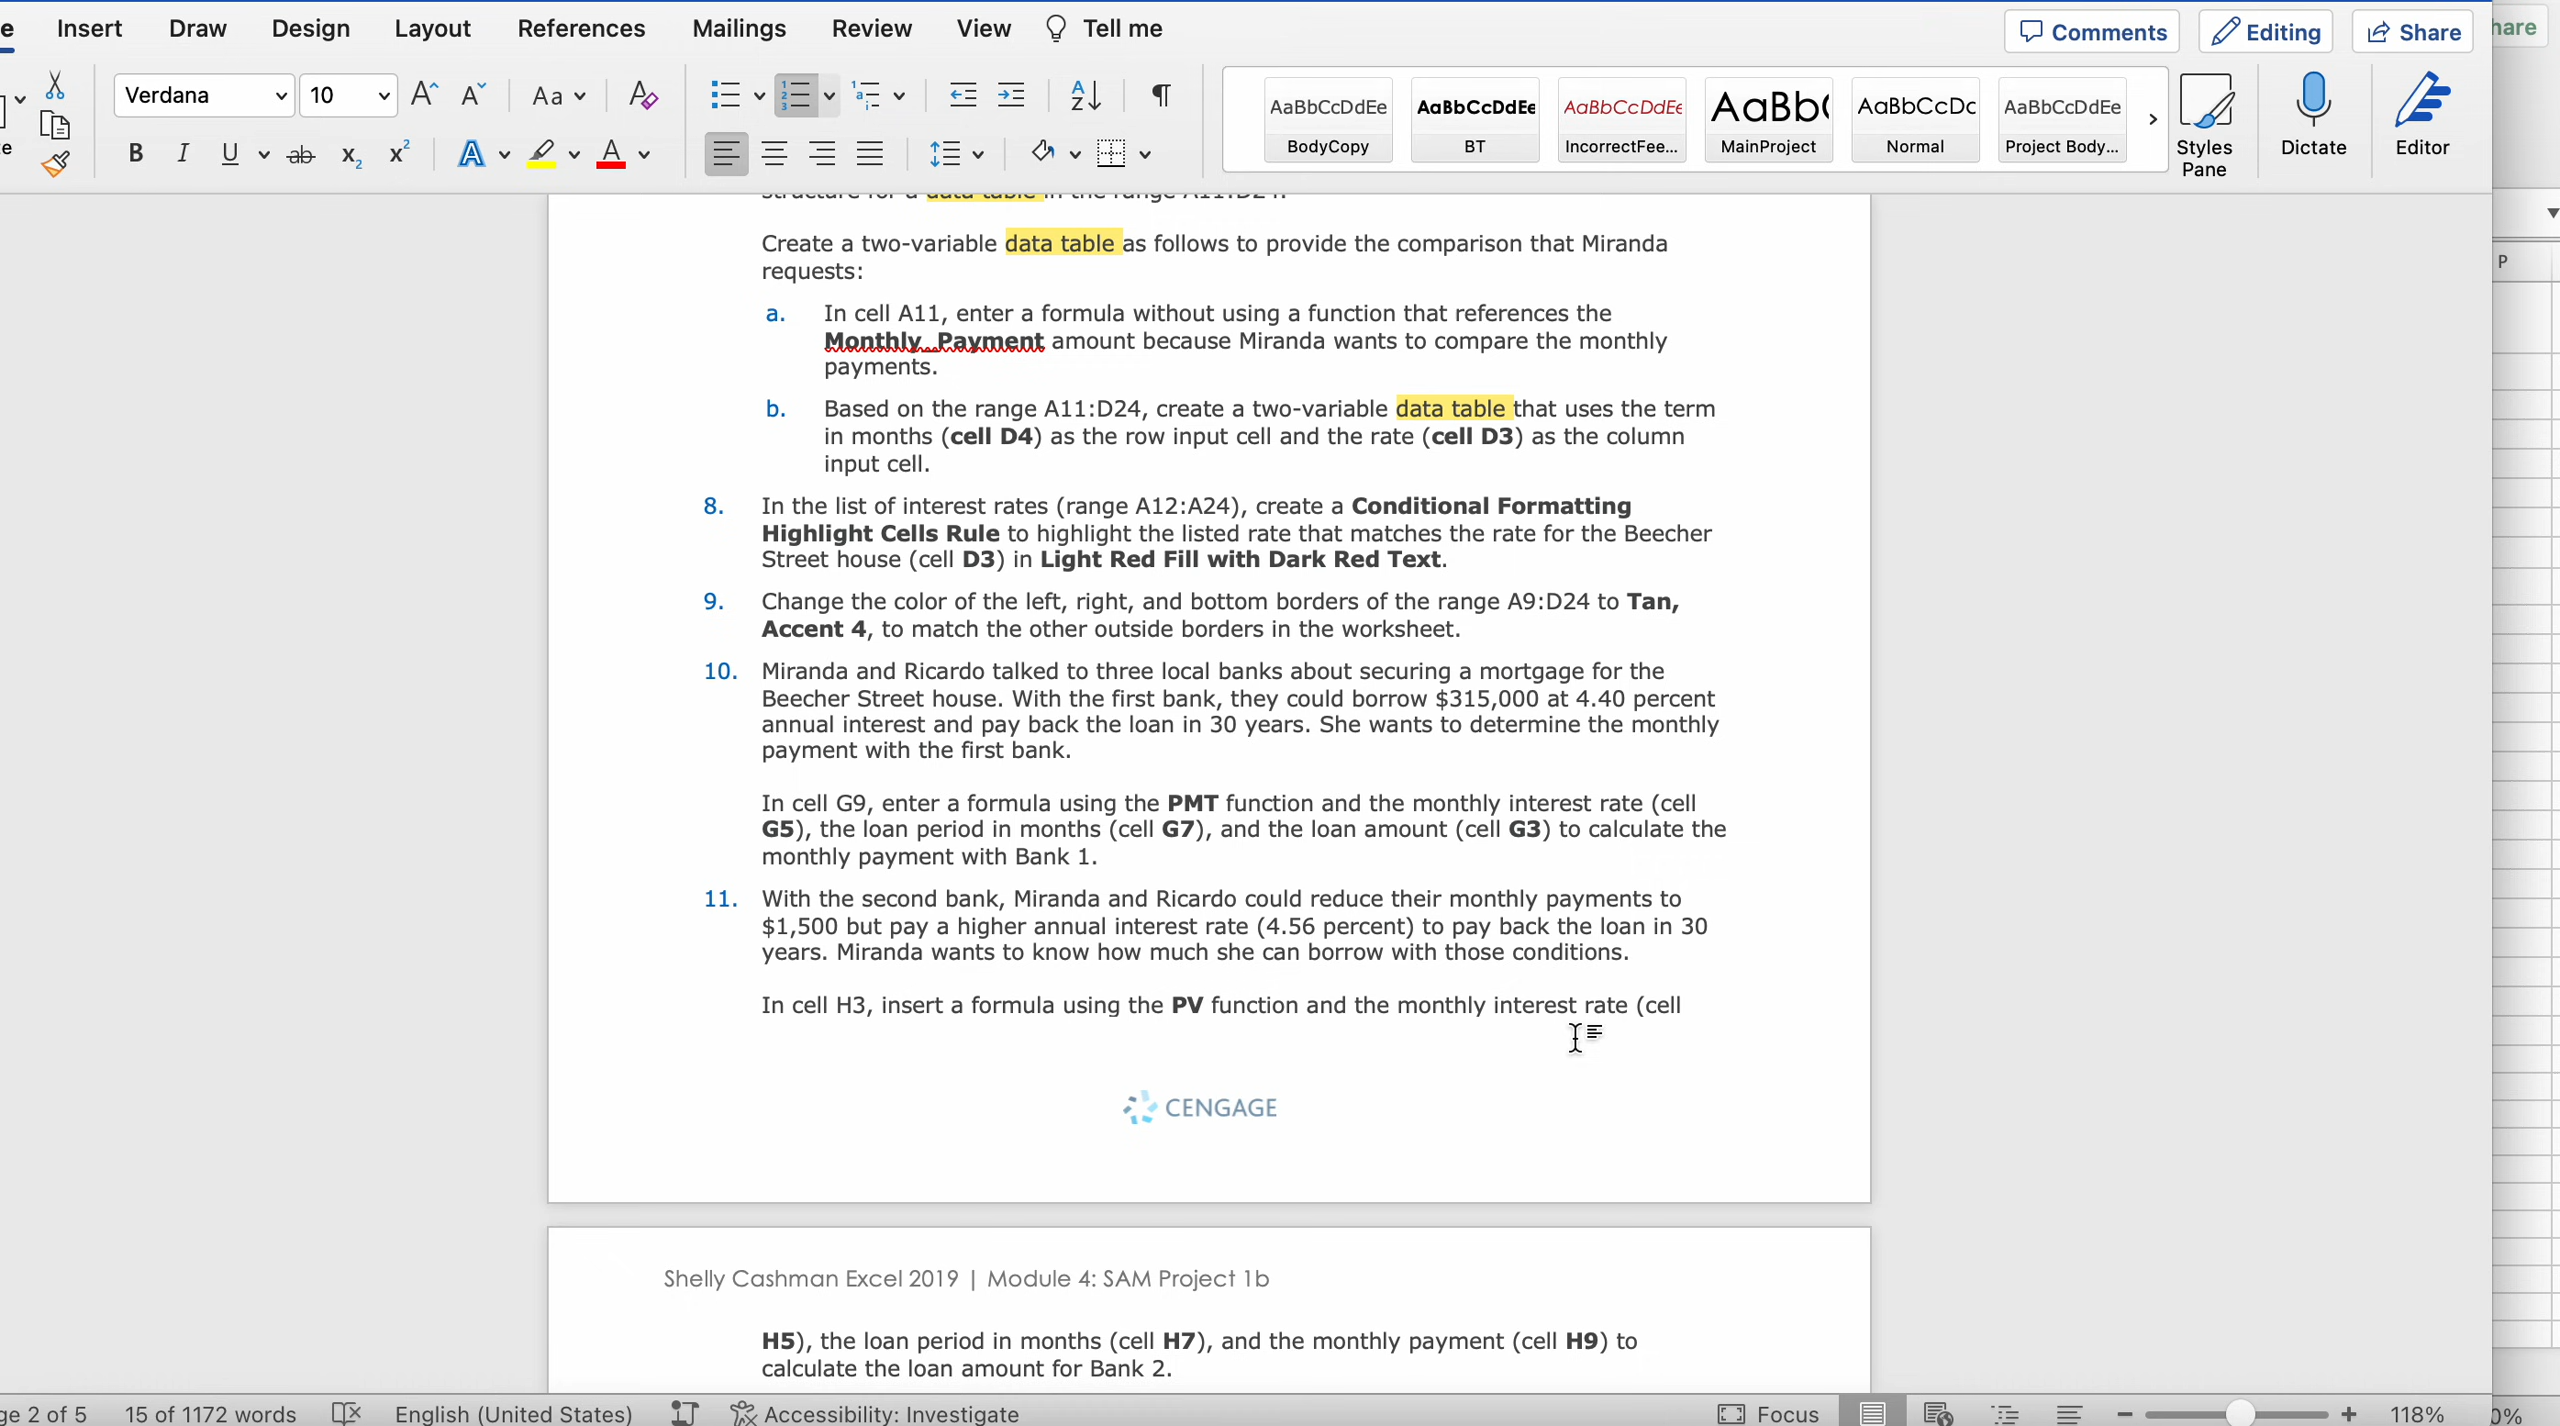 Insert Draw Design Layout References Mailings Review View Tell me Comments Editing Share hare
Verdana 10 Aa
AaBbCcDdEe AaBbCcDdEe AaBbCcDdEe AaBb( AaBbCcDc AaBbCcDdEe
BodyCopy BT IncorrectFee... MainProject Normal Project Body...
Styles Pane Dictate Editor
structure for a data table in the range A11:D24.
Create a two-variable data table as follows to provide the comparison that Miranda
requests:
a. In cell A11, enter a formula without using a function that references the
Monthly_Payment amount because Miranda wants to compare the monthly
payments.
b. Based on the range A11:D24, create a two-variable data table that uses the term
in months (cell D4) as the row input cell and the rate (cell D3) as the column
input cell.
8. In the list of interest rates (range A12:A24), create a Conditional Formatting
Highlight Cells Rule to highlight the listed rate that matches the rate for the Beecher
Street house (cell D3) in Light Red Fill with Dark Red Text.
9. Change the color of the left, right, and bottom borders of the range A9:D24 to Tan,
Accent 4, to match the other outside borders in the worksheet.
10. Miranda and Ricardo talked to three local banks about securing a mortgage for the
Beecher Street house. With the first bank, they could borrow $315,000 at 4.40 percent
annual interest and pay back the loan in 30 years. She wants to determine the monthly
payment with the first bank.
In cell G9, enter a formula using the PMT function and the monthly interest rate (cell
G5), the loan period in months (cell G7), and the loan amount (cell G3) to calculate the
monthly payment with Bank 1.
11. With the second bank, Miranda and Ricardo could reduce their monthly payments to
$1,500 but pay a higher annual interest rate (4.56 percent) to pay back the loan in 30
years. Miranda wants to know how much she can borrow with those conditions.
In cell H3, insert a formula using the PV function and the monthly interest rate (cell
CENGAGE
Shelly Cashman Excel 2019 | Module 4: SAM Project 1b
H5), the loan period in months (cell H7), and the monthly payment (cell H9) to
calculate the loan amount for Bank 2.
P
ge 2 of 5 15 of 1172 words English (United States) Accessibility: Investigate Focus 118% 0%